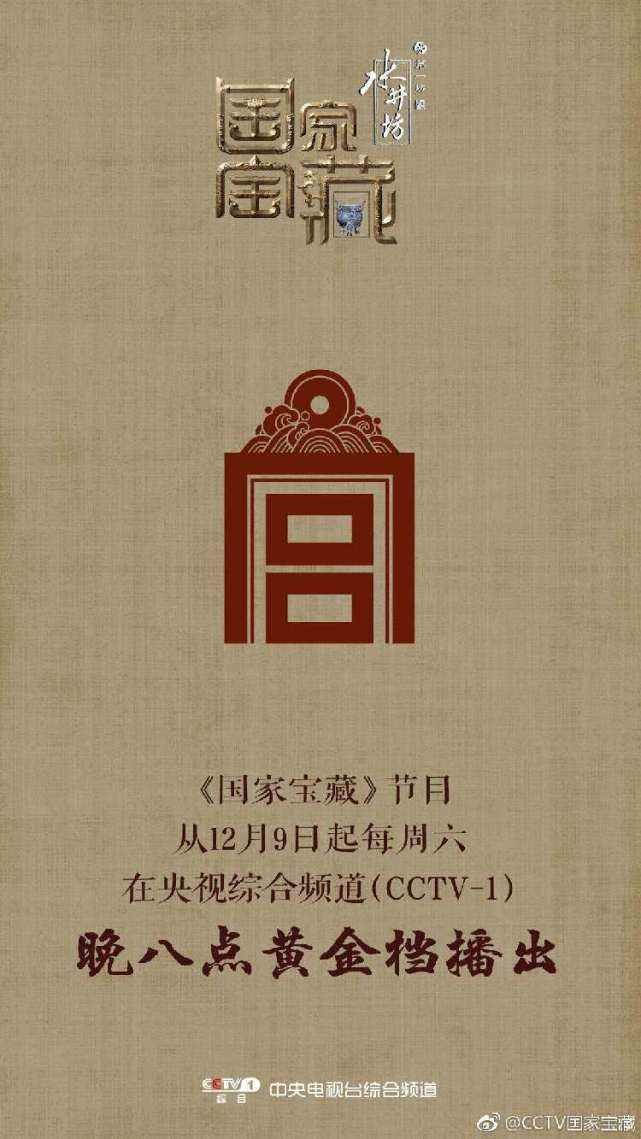 水井坊
国家
宝藏
《国家宝藏》节目
从12月9日起每周六
在央视综合频道(CCTV-1)
晚八点黄金档播出
CCTV 1 中央电视台综合频道
综合
@CCTV国家宝藏